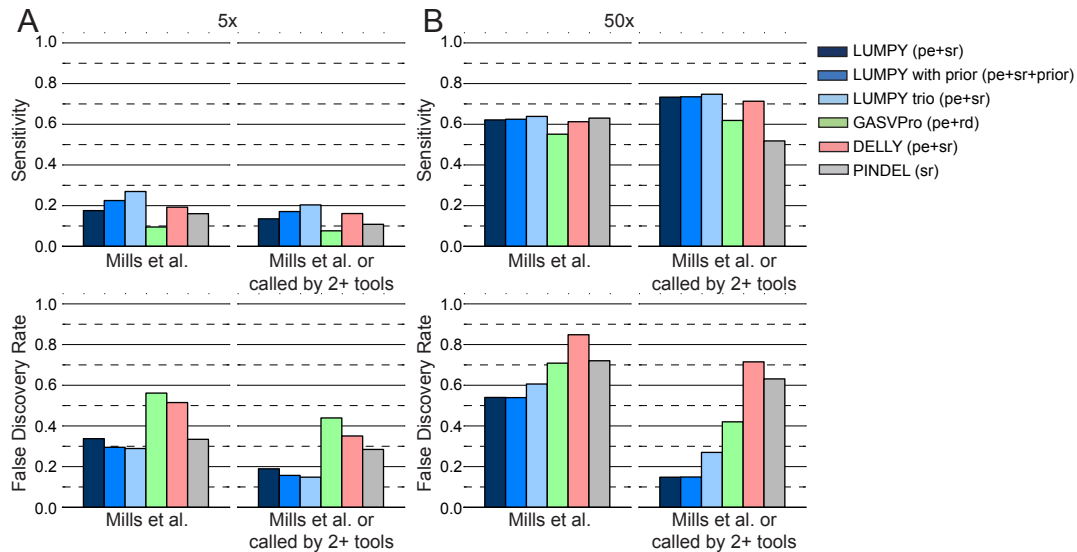 A
5x
B
50x
Sensitivity
1.0
0.8
0.6
0.4
0.2
0.0
Mills et al.
Mills et al. or
called by 2+ tools
Sensitivity
1.0
0.8
0.6
0.4
0.2
0.0
Mills et al.
Mills et al. or
called by 2+ tools
LUMPY (pe+sr)
LUMPY with prior (pe+sr+prior)
LUMPY trio (pe+sr)
GASVPro (pe+rd)
DELLY (pe+sr)
PINDEL (sr)
False Discovery Rate
1.0
0.8
0.6
0.4
0.2
0.0
Mills et al.
Mills et al. or
called by 2+ tools
False Discovery Rate
1.0
0.8
0.6
0.4
0.2
0.0
Mills et al.
Mills et al. or
called by 2+ tools